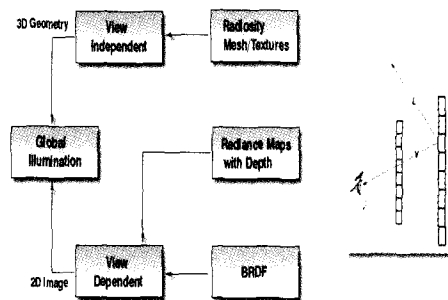 3D Geometry
View
Independent
Radiosity
Mesh/Textures
Global
Illumination
Radiance Maps
with Depth
L
V
2D Image
View
Dependent
BRDF